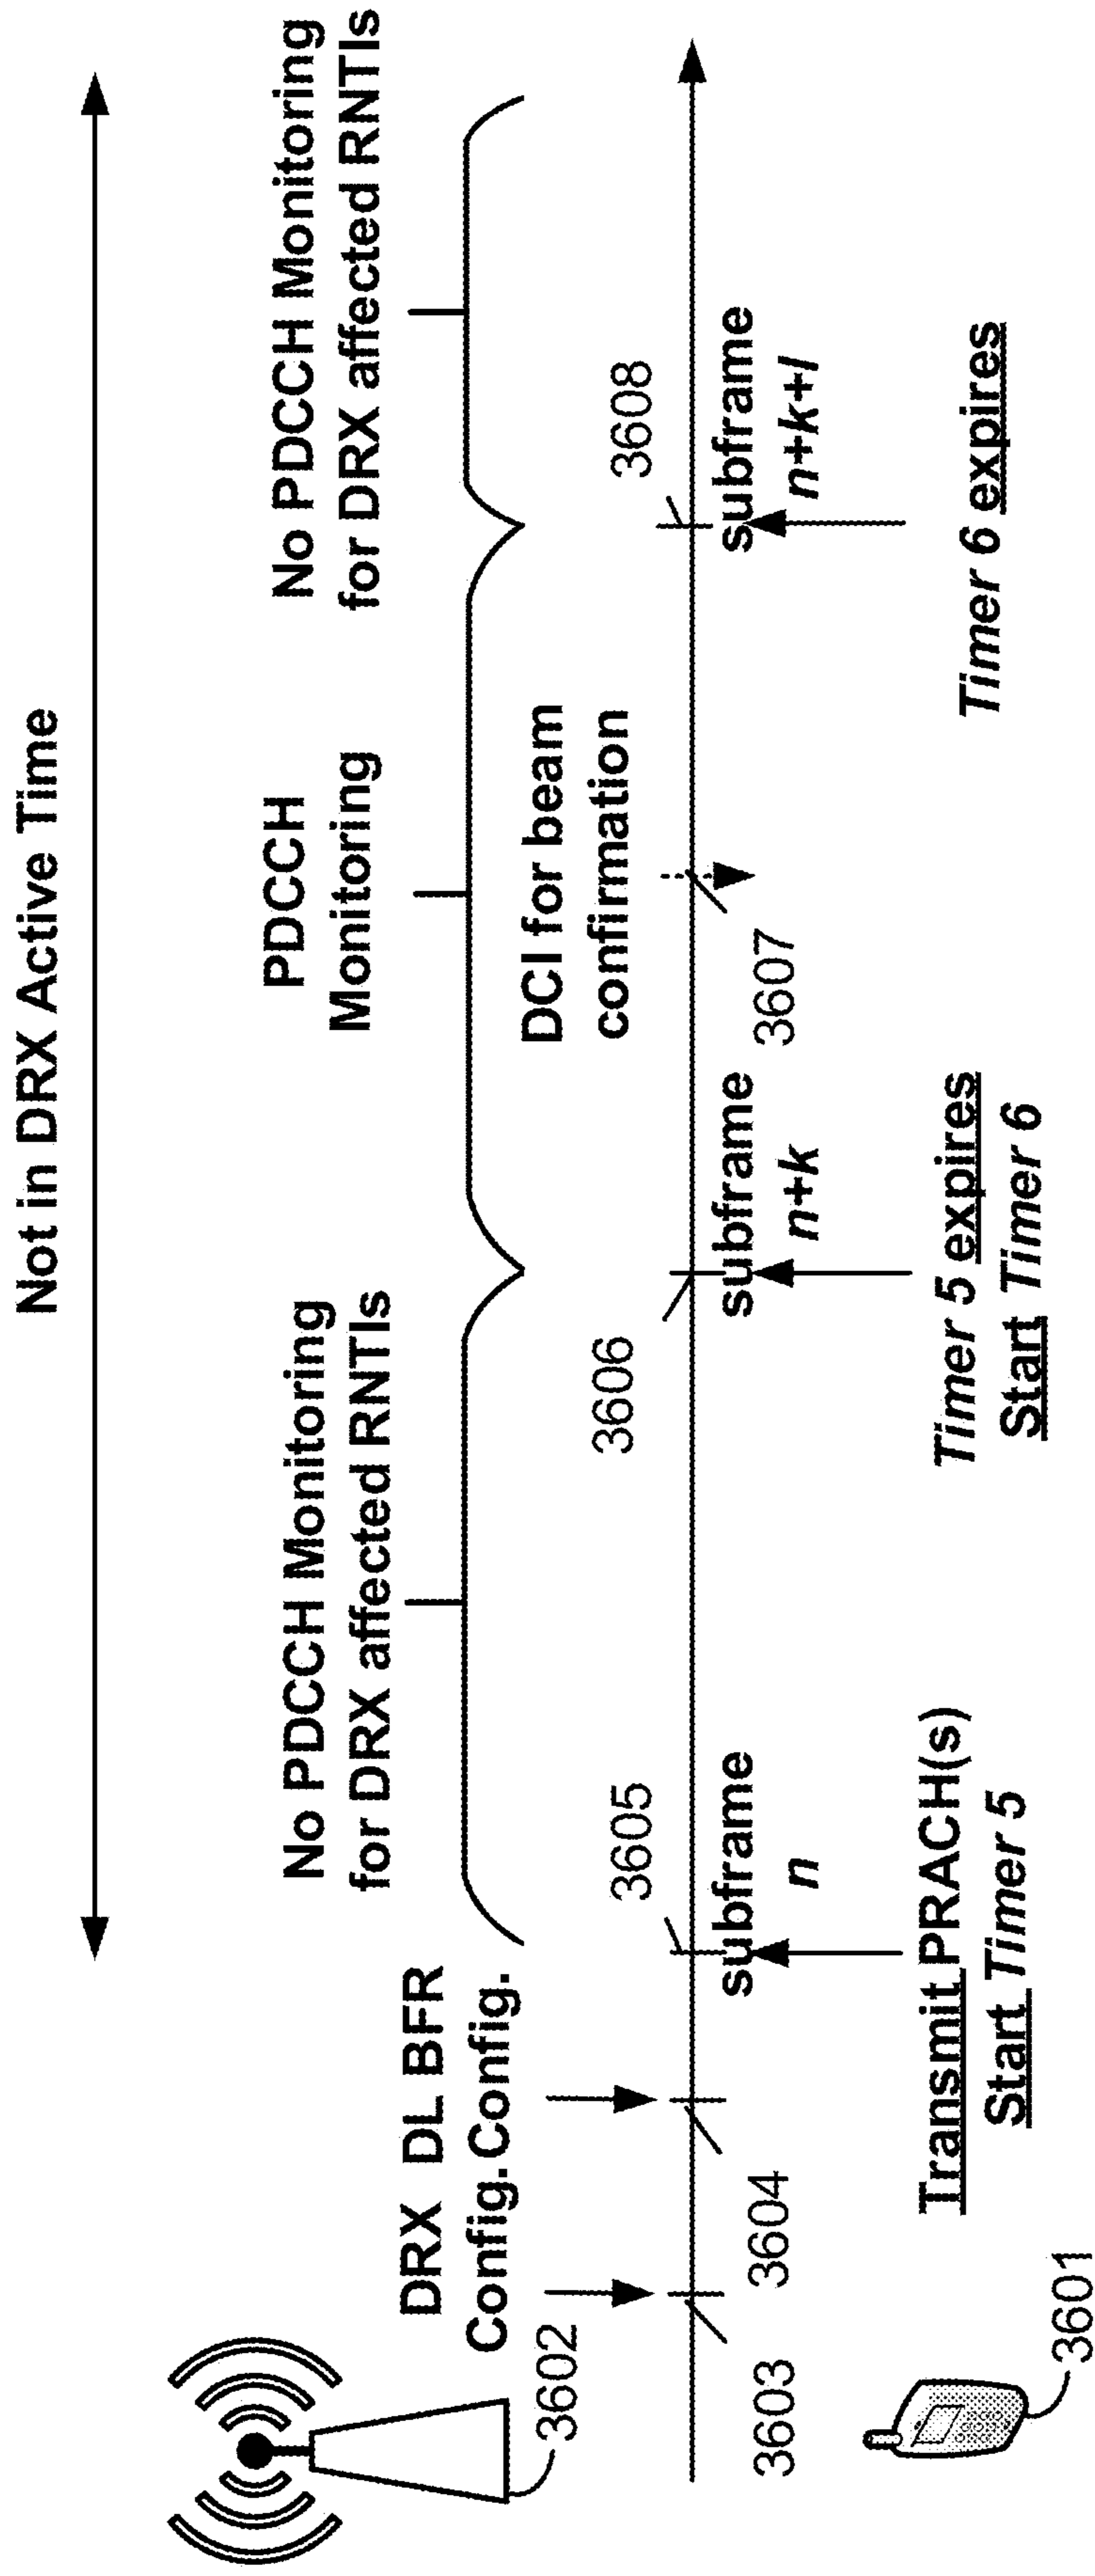 Not in DRX Active Time
No PDCCH Monitoring
for DRX affected RNTIs
PDCCH
Monitoring
No PDCCH Monitoring
for DRX affected RNTIs
DRX DL BFR
Config. Config.
DCI for beam
confirmation
3602
3603
3604
3605
3606
3607
3608
subframe
n
subframe
n+k
subframe
n+k+l
Transmit PRACH(s)
Start Timer 5
Timer 5 expires
Start Timer 6
Timer 6 expires
3601